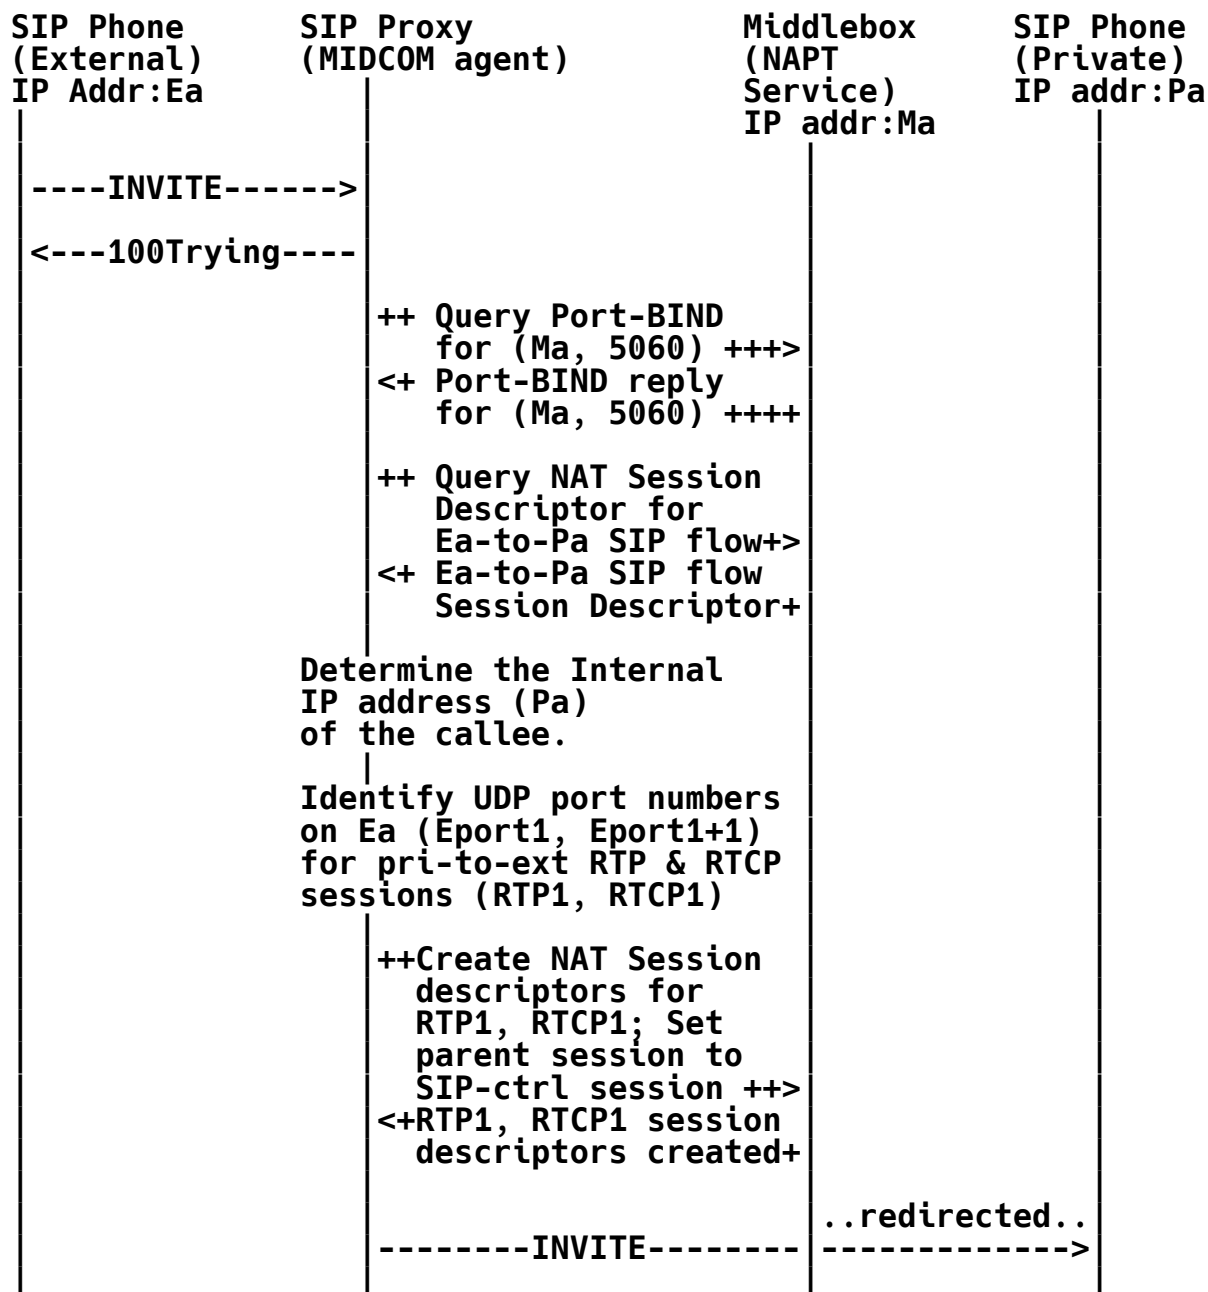 SIP Phone SIP Proxy Middlebox SIP Phone
(External) (MIDCOM agent) (NAPT (Private)
IP Addr:Ea Service) IP addr:Pa
IP addr:Ma
----INVITE------>
<---100Trying----
++ Query Port-BIND
for (Ma, 5060) +++>
<+ Port-BIND reply
for (Ma, 5060) ++++
++ Query NAT Session
Descriptor for
Ea-to-Pa SIP flow+>
<+ Ea-to-Pa SIP flow
Session Descriptor+
Determine the Internal
IP address (Pa)
of the callee.
Identify UDP port numbers
on Ea (Eport1, Eport1+1)
for pri-to-ext RTP & RTCP
sessions (RTP1, RTCP1)
++Create NAT Session
descriptors for
RTP1, RTCP1; Set
parent session to
SIP-ctrl session ++>
<+RTP1, RTCP1 session
descriptors created+
..redirected..
--------INVITE--------|------------->